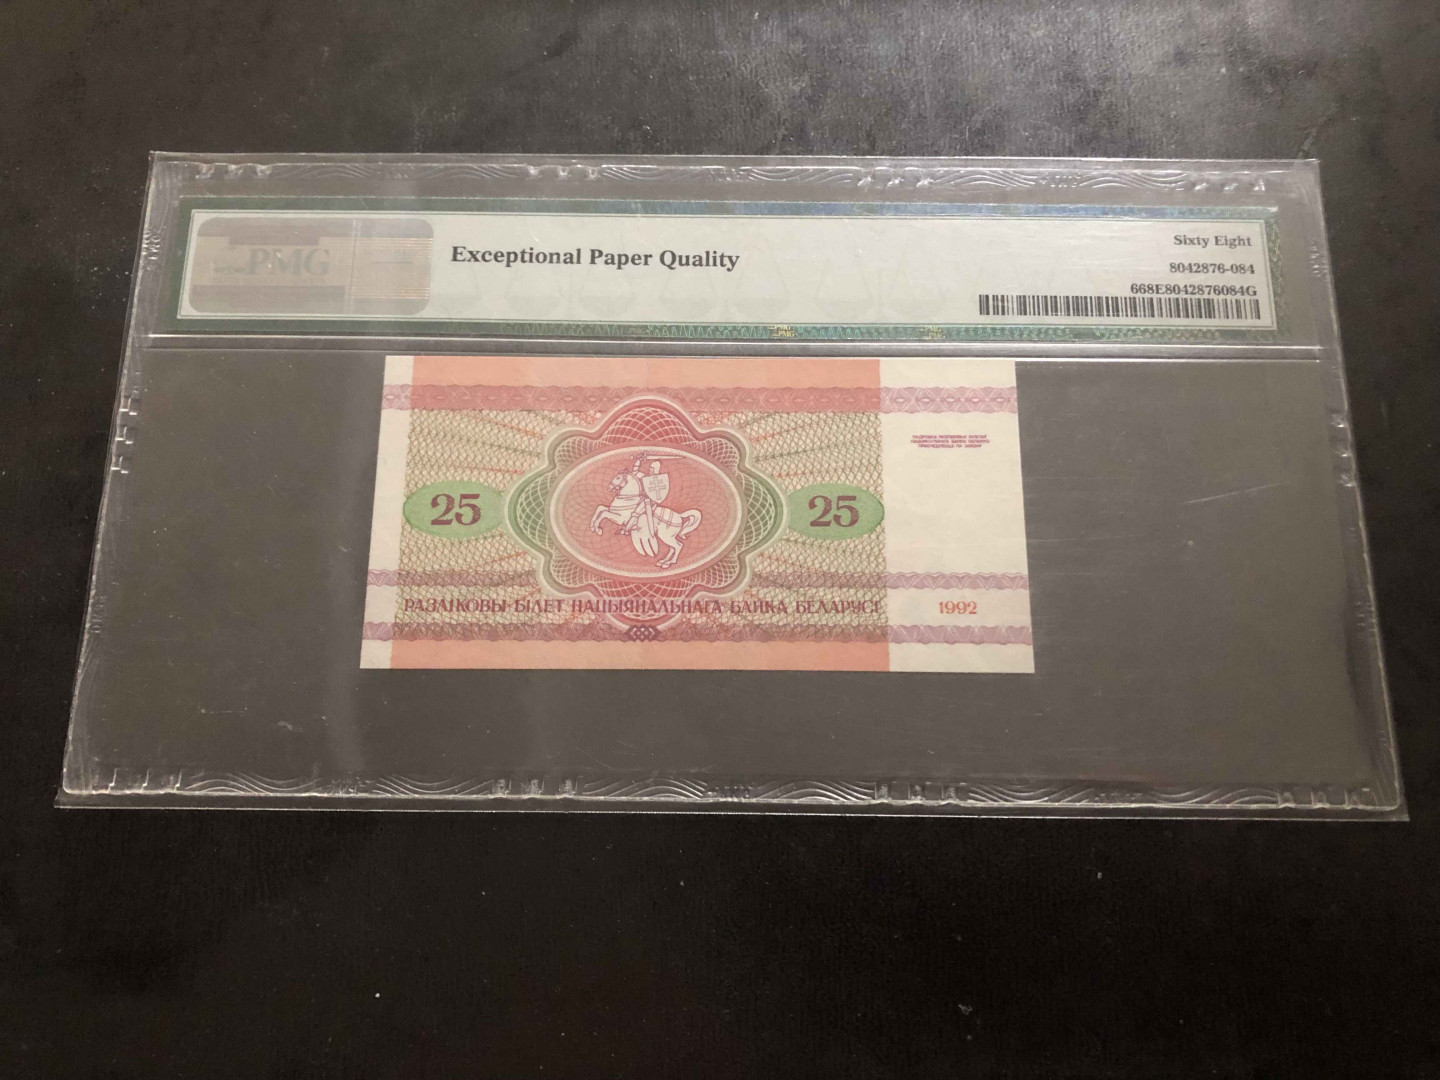 PMG
Exceptional Paper Quality
Sixty Eight
8042876-084
668E8042876084G
25
25
РАЗЛІКОВЫ БІЛЕТ НАЦЫЯНАЛЬНАГА БАНКА БЕЛАРУСІ
1992